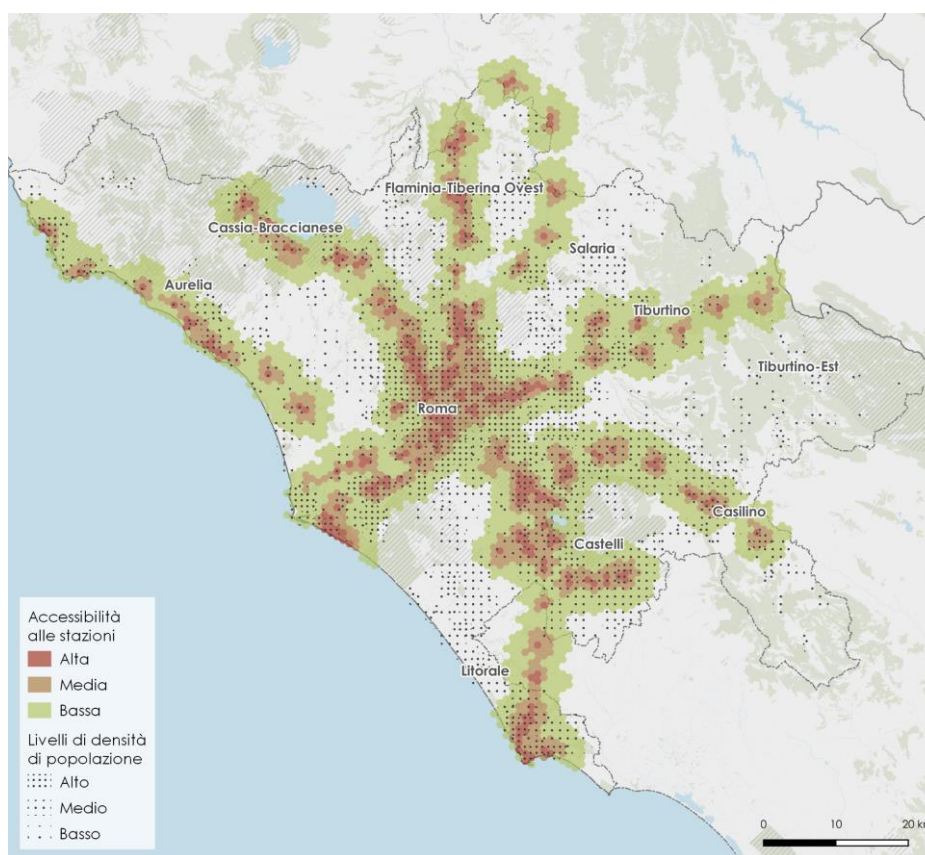 Flaminia-Tiberina Ovest
Cassia-Braccianese
Salaria
Aurelia
Tiburtino
Tiburtino-Est
Roma
Casilino
Castelli
Litorale
Accessibilità
alle stazioni
Alta
Media
Bassa
Livelli di densità
di popolazione
Alto
Medio
Basso
0 10 20 km